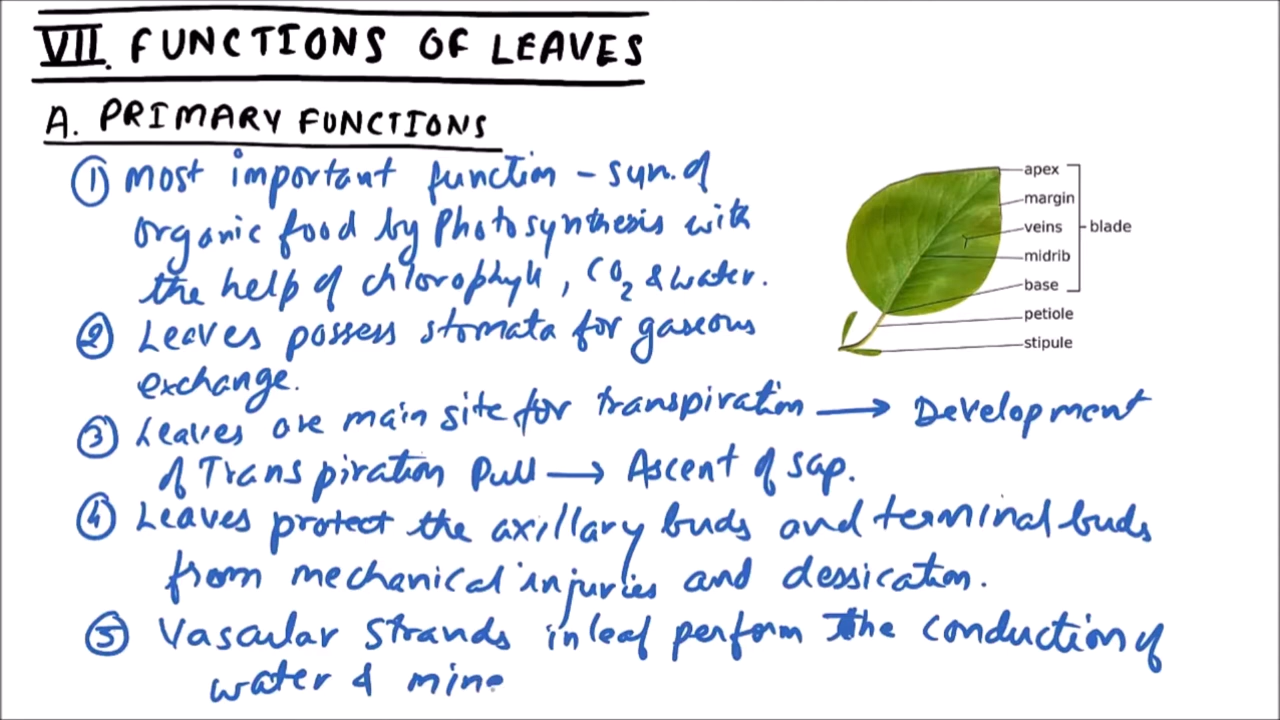 VII. FUNCTIONS OF LEAVES
A. PRIMARY FUNCTIONS
① Most important function – syn. of
organic food by Photosynthesis with
the help of chlorophyll, CO2 & water.
② Leaves possess stomata for gaseous
exchange.
③ Leaves are main site for transpiration → Development
of Transpiration Pull → Ascent of sap.
④ Leaves protect the axillary buds and terminal buds
from mechanical injuries and dessication.
⑤ Vascular strands in leaf perform the conduction of
water & mine
apex
margin
veins
blade
midrib
base
petiole
stipule